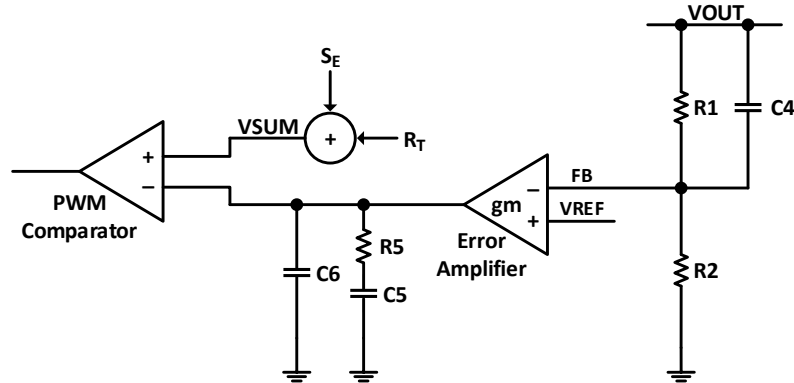 VOUT
SE
R1
C4
VSUM
+
RT
+
−
FB
−
gm
+
VREF
PWM
Comparator
Error
Amplifier
R5
R2
C6
C5